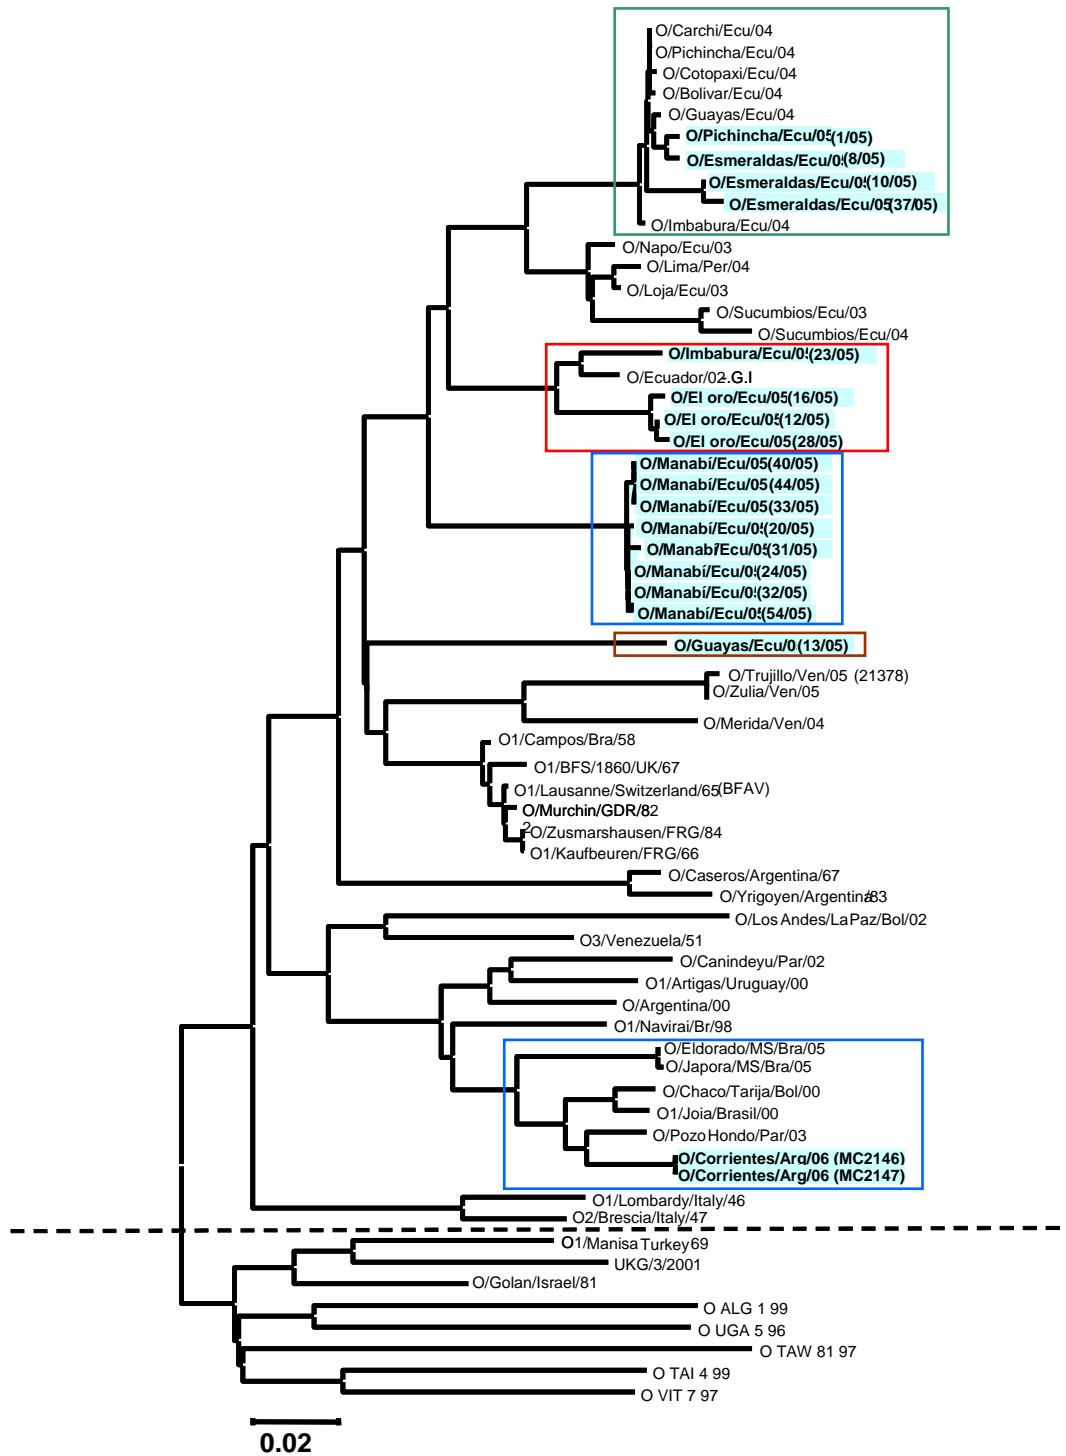 O/Carchi/Ecu/04
O/Pichincha/Ecu/04
O/Cotopaxi/Ecu/04
O/Bolivar/Ecu/04
O/Guayas/Ecu/04
O/Pichincha/Ecu/05(1/05)
O/Esmeraldas/Ecu/0(8/05)
O/Esmeraldas/Ecu/0(10/05)
O/Esmeraldas/Ecu/05(37/05)
O/Imbabura/Ecu/04
O/Napo/Ecu/03
O/Lima/Per/04
O/Loja/Ecu/03
O/Sucumbios/Ecu/03
O/Sucumbios/Ecu/04
O/Imbabura/Ecu/0(23/05)
O/Ecuador/02-G.I
O/El oro/Ecu/05(16/05)
O/El oro/Ecu/05(12/05)
O/El oro/Ecu/05(28/05)
O/Manabí/Ecu/05(40/05)
O/Manabí/Ecu/05(44/05)
O/Manabí/Ecu/05(33/05)
O/Manabí/Ecu/0(20/05)
O/Manabí/Ecu/0(31/05)
O/Manabí/Ecu/0(24/05)
O/Manabí/Ecu/0(32/05)
O/Manabí/Ecu/0(54/05)
O/Guayas/Ecu/0(13/05)
O/Trujillo/Ven/05 (21378)
O/Zulia/Ven/05
O/Merida/Ven/04
O1/Campos/Bra/58
O1/BFS/1860/UK/67
O1/Lausanne/Switzerland/65(BFAV)
O/Murchin/GDR/82
2
O/Zusmarshausen/FRG/84
O1/Kaufbeuren/FRG/66
O/Caseros/Argentina/67
O/Yrigoyen/Argentina83
O/Los Andes/LaPaz/Bol/02
O3/Venezuela/51
O/Canindeyu/Par/02
O1/Artigas/Uruguay/00
O/Argentina/00
O1/Navirai/Br/98
O/Eldorado/MS/Bra/05
O/Japora/MS/Bra/05
O/Chaco/Tarija/Bol/00
O1/Joia/Brasil/00
O/Pozo Hondo/Par/03
O/Corrientes/Arg/06 (MC2146)
O/Corrientes/Arg/06 (MC2147)
O1/Lombardy/Italy/46
O2/Brescia/Italy/47
O1/Manisa Turkey69
UKG/3/2001
O/Golan/Israel/81
O ALG 1 99
O UGA 5 96
O TAW 81 97
O TAI 4 99
O VIT 7 97
0.02